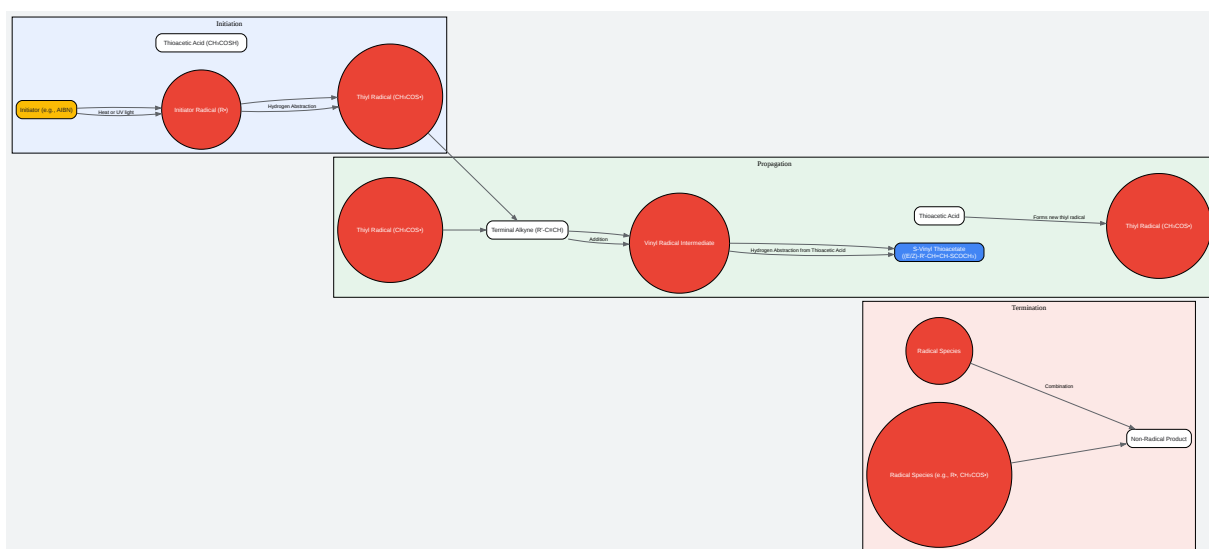 Initiation
Thioacetic Acid (CH₃COSH)
Initiator (e.g., AIBN)
Heat or UV light
Initiator Radical (R•)
Hydrogen Abstraction
Thiyl Radical (CH₃COS•)
Propagation
Thiyl Radical (CH₃COS•)
Terminal Alkyne (R'-C≡CH)
Addition
Vinyl Radical Intermediate
Hydrogen Abstraction from Thioacetic Acid
Thioacetic Acid
Forms new thiyl radical
S-Vinyl Thioacetate
((E/Z)-R'-CH=CH-SCOCH₃)
Thiyl Radical (CH₃COS•)
Termination
Radical Species
Combination
Non-Radical Product
Radical Species (e.g., R•, CH₃COS•)